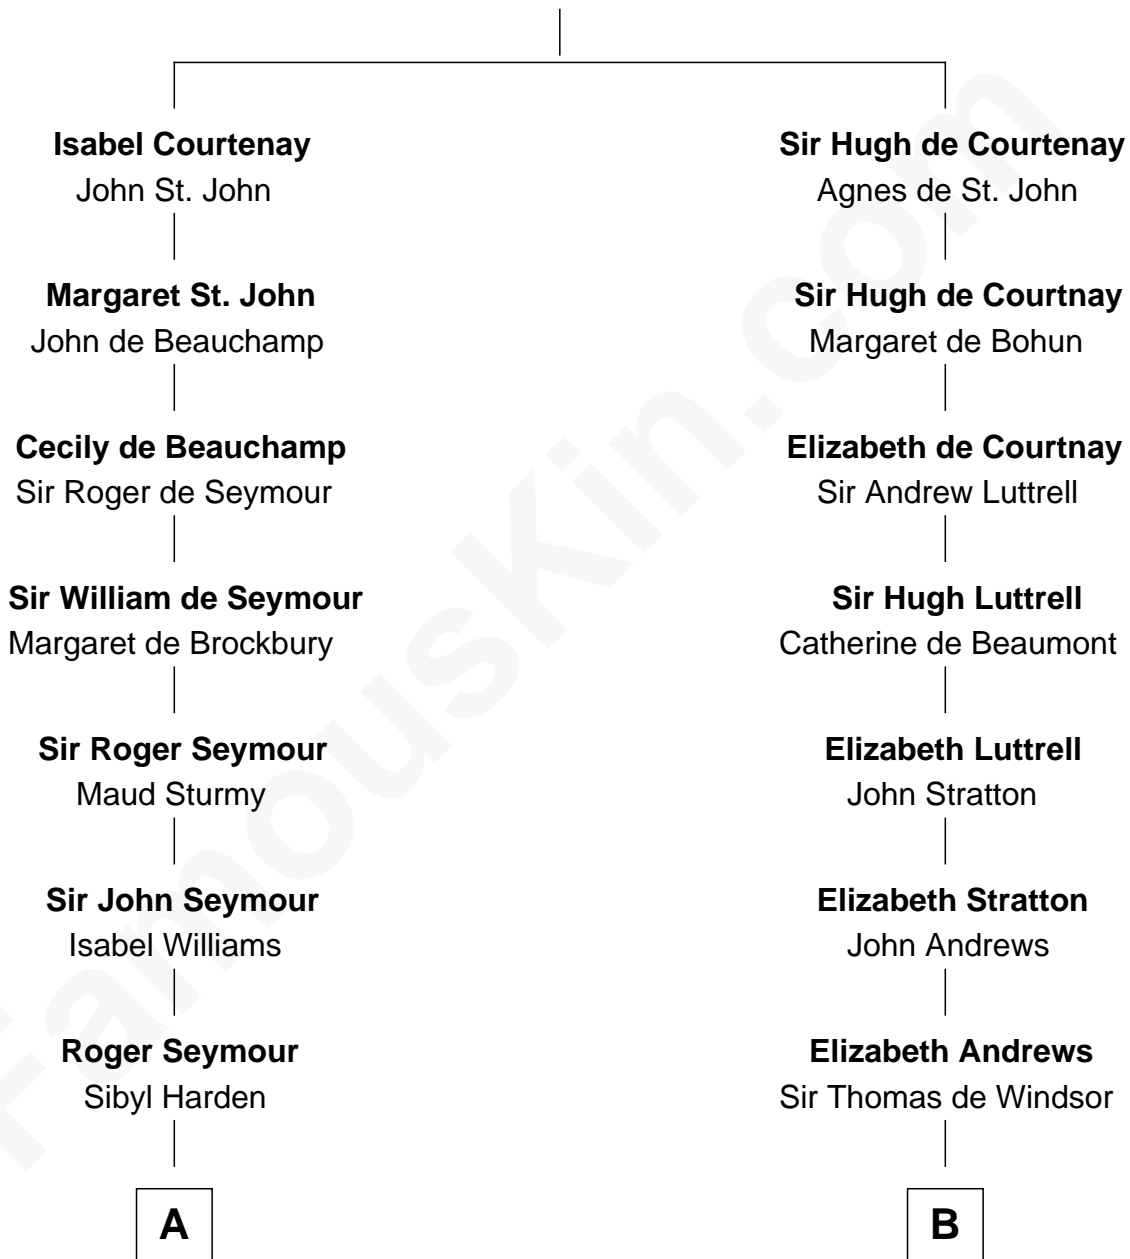 Isabel Courtenay
John St. John
Margaret St. John
John de Beauchamp
Cecily de Beauchamp
Sir Roger de Seymour
Sir William de Seymour
Margaret de Brockbury
Sir Roger Seymour
Maud Sturmy
Sir John Seymour
Isabel Williams
Roger Seymour
Sibyl Harden
A
Sir Hugh de Courtenay
Agnes de St. John
Sir Hugh de Courtnay
Margaret de Bohun
Elizabeth de Courtnay
Sir Andrew Luttrell
Sir Hugh Luttrell
Catherine de Beaumont
Elizabeth Luttrell
John Stratton
Elizabeth Stratton
John Andrews
Elizabeth Andrews
Sir Thomas de Windsor
B
FamousKin.com